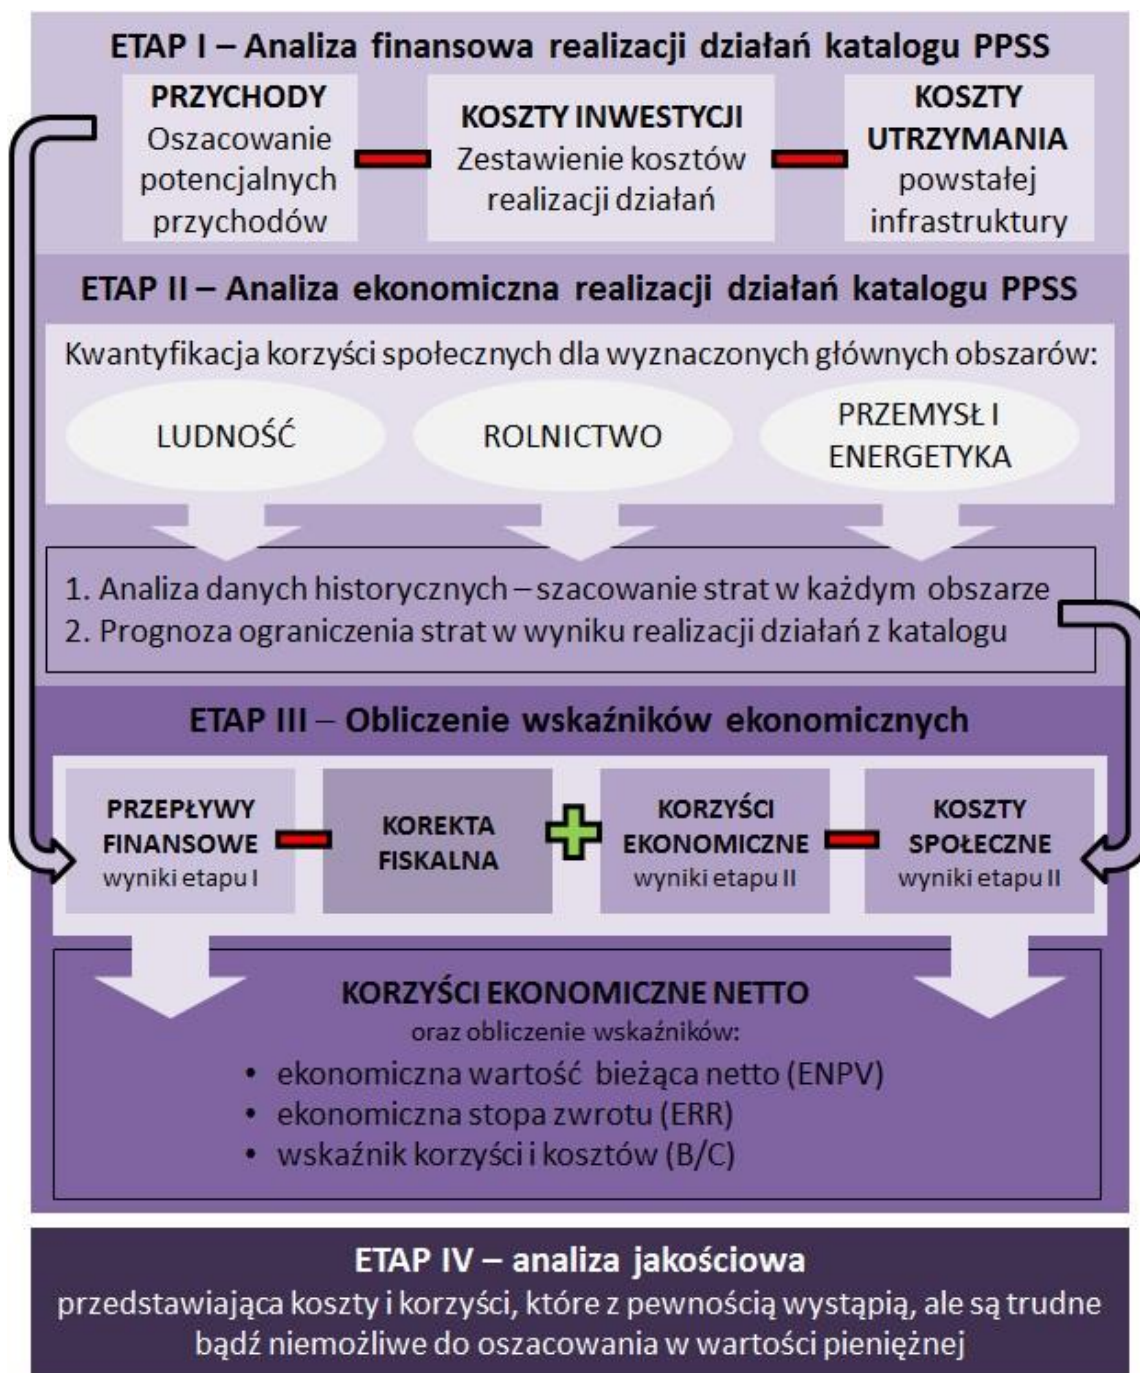 ETAP I – Analiza finansowa realizacji działań katalogu PPSS
PRZYCHODY
Oszacowanie
potencjalnych
przychodów
KOSZTY INWESTYCJI
Zestawienie kosztów
realizacji działań
KOSZTY
UTRZYMANIA
powstałej
infrastruktury
ETAP II – Analiza ekonomiczna realizacji działań katalogu PPSS
Kwantyfikacja korzyści społecznych dla wyznaczonych głównych obszarów:
LUDNOŚĆ
ROLNICTWO
PRZEMYSŁ I
ENERGETYKA
1. Analiza danych historycznych – szacowanie strat w każdym obszarze
2. Prognoza ograniczenia strat w wyniku realizacji działań z katalogu
ETAP III – Obliczenie wskaźników ekonomicznych
PRZEPŁYWY
FINANSOWE
wyniki etapu I
KOREKTA
FISKALNA
KORZYŚCI
EKONOMICZNE
wyniki etapu II
KOSZTY
SPOŁECZNE
wyniki etapu II
KORZYŚCI EKONOMICZNE NETTO
oraz obliczenie wskaźników:
• ekonomiczna wartość bieżąca netto (ENPV)
• ekonomiczna stopa zwrotu (ERR)
• wskaźnik korzyści i kosztów (B/C)
ETAP IV – analiza jakościowa
przedstawiająca koszty i korzyści, które z pewnością wystąpią, ale są trudne
bądź niemożliwe do oszacowania w wartości pieniężnej